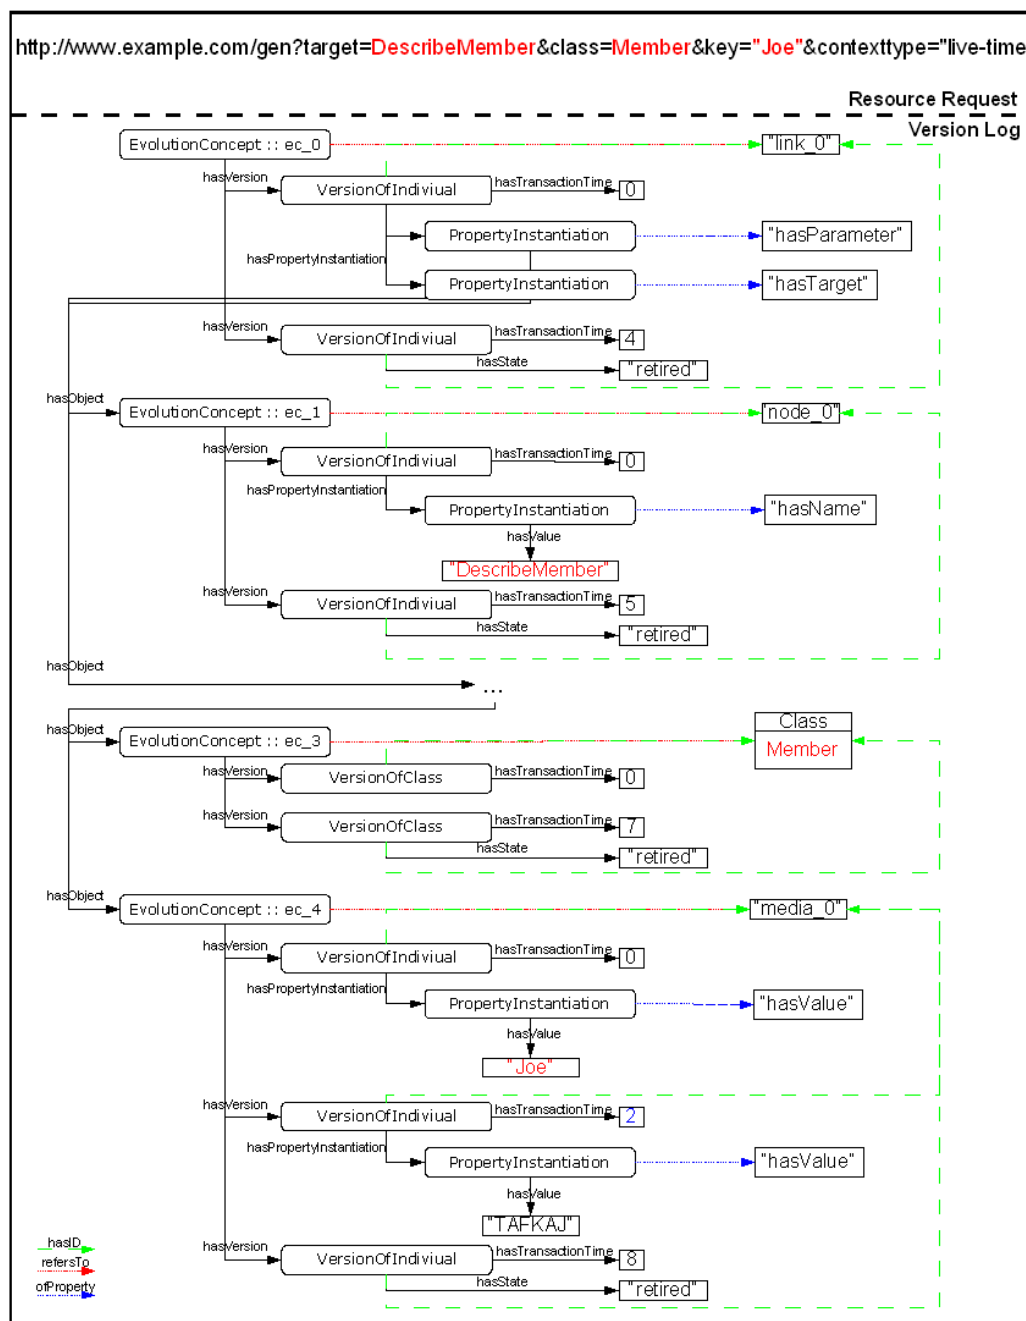 http://www.example.com/gen?target=DescribeMember&class=Member&key="Joe"&contexttype="live-time
Resource Request
Version Log
EvolutionConcept :: ec_0
"link_0"
hasVersion
VersionOfIndiviual
hasTransactionTime
0
PropertyInstantiation
"hasParameter"
hasPropertyInstantiation
PropertyInstantiation
"hasTarget"
hasVersion
VersionOfIndiviual
hasTransactionTime
4
hasState
"retired"
hasObject
EvolutionConcept :: ec_1
"node_0"
hasVersion
VersionOfIndiviual
hasTransactionTime
0
hasPropertyInstantiation
PropertyInstantiation
"hasName"
hasValue
"DescribeMember"
hasVersion
VersionOfIndiviual
hasTransactionTime
5
hasState
"retired"
hasObject
...
hasObject
EvolutionConcept :: ec_3
Class
Member
hasVersion
VersionOfClass
hasTransactionTime
0
hasVersion
VersionOfClass
hasTransactionTime
7
hasState
"retired"
hasObject
EvolutionConcept :: ec_4
"media_0"
hasVersion
VersionOfIndiviual
hasTransactionTime
0
hasPropertyInstantiation
PropertyInstantiation
"hasValue"
hasValue
"Joe"
hasVersion
VersionOfIndiviual
hasTransactionTime
2
hasPropertyInstantiation
PropertyInstantiation
"hasValue"
hasValue
"TAFKAJ"
hasVersion
VersionOfIndiviual
hasTransactionTime
8
hasState
"retired"
hasID
refersTo
ofProperty